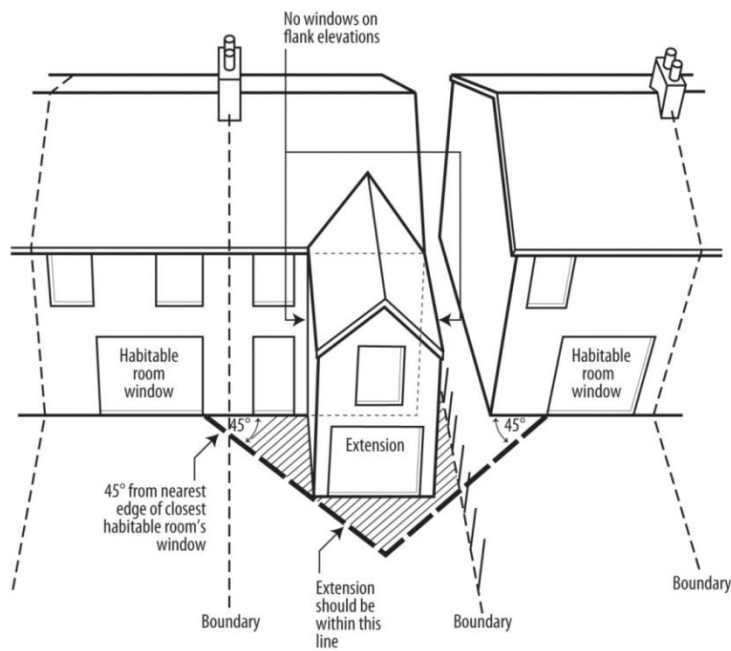 No windows on
flank elevations
Habitable
room
window
Habitable
room
window
45°
45°
Extension
45° from nearest
edge of closest
habitable room's
window
Extension
should be
within this
line
Boundary
Boundary
Boundary